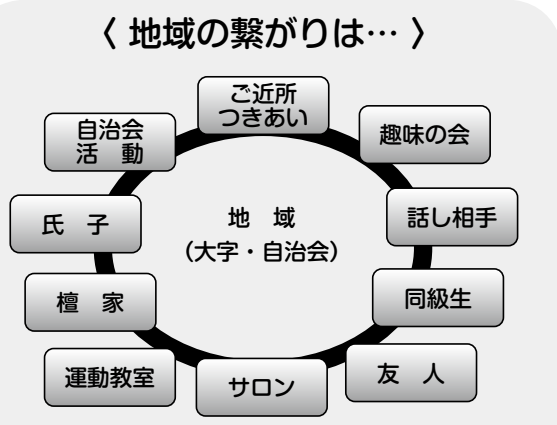 〈 地域の繋がりは… 〉
ご近所
つきあい
自治会
活　動
趣味の会
氏　子
地　域
(大字・自治会)
話し相手
檀　家
同級生
運動教室
サロン
友　人